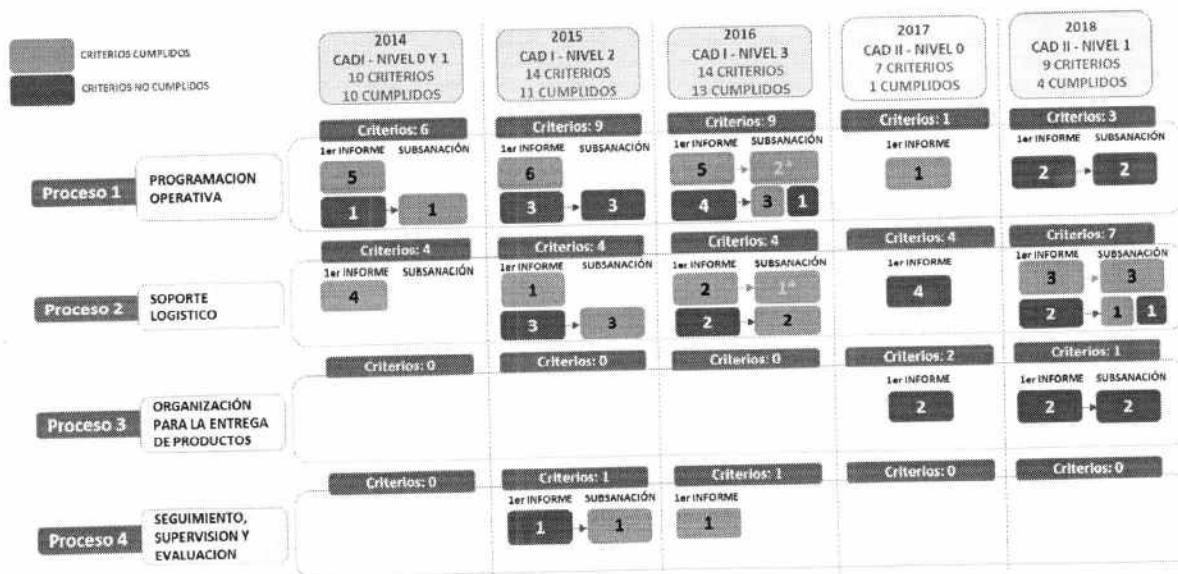 CRITERIOS CUMPLIDOS
CRITERIOS NO CUMPLIDOS
2014
CADI - NIVEL 0 Y 1
10 CRITERIOS
10 CUMPLIDOS
2015
CAD I - NIVEL 2
14 CRITERIOS
11 CUMPLIDOS
2016
CAD I - NIVEL 3
14 CRITERIOS
13 CUMPLIDOS
2017
CAD II - NIVEL 0
7 CRITERIOS
1 CUMPLIDOS
2018
CAD II - NIVEL 1
9 CRITERIOS
4 CUMPLIDOS
Proceso 1
PROGRAMACION
OPERATIVA
Criterios: 6
1er INFORME SUBSANACIÓN
5
1 1
Criterios: 9
1er INFORME SUBSANACIÓN
6
3 3
Criterios: 9
1er INFORME SUBSANACIÓN
5 2*
4 3 1
Criterios: 1
1er INFORME
1
Criterios: 3
1er INFORME SUBSANACIÓN
2 2
Proceso 2
SOPORTE
LOGISTICO
Criterios: 4
1er INFORME SUBSANACIÓN
4
Criterios: 4
1er INFORME SUBSANACIÓN
1
3 3
Criterios: 4
1er INFORME SUBSANACIÓN
2 1*
2 2
Criterios: 4
1er INFORME
4
Criterios: 7
1er INFORME SUBSANACIÓN
3 3
2 1 1
Proceso 3
ORGANIZACIÓN
PARA LA ENTREGA
DE PRODUCTOS
Criterios: 0
Criterios: 0
Criterios: 0
Criterios: 2
1er INFORME
2
Criterios: 1
1er INFORME SUBSANACIÓN
2 2
Proceso 4
SEGUIMIENTO,
SUPERVISION Y
EVALUACION
Criterios: 0
Criterios: 1
1er INFORME SUBSANACIÓN
1 1
Criterios: 1
1er INFORME
1
Criterios: 0
Criterios: 0